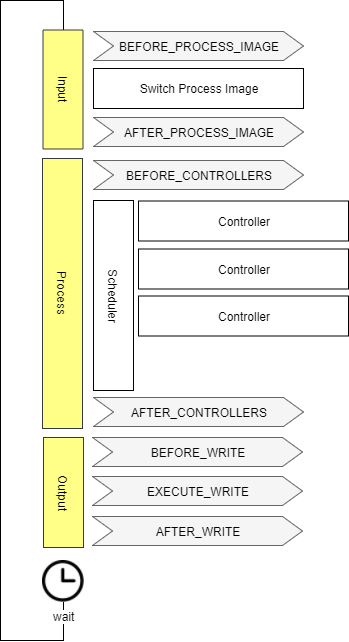 Input
BEFORE_PROCESS_IMAGE
Switch Process Image
AFTER_PROCESS_IMAGE
Process
BEFORE_CONTROLLERS
Scheduler
Controller
Controller
Controller
AFTER_CONTROLLERS
Output
BEFORE_WRITE
EXECUTE_WRITE
AFTER_WRITE
wait